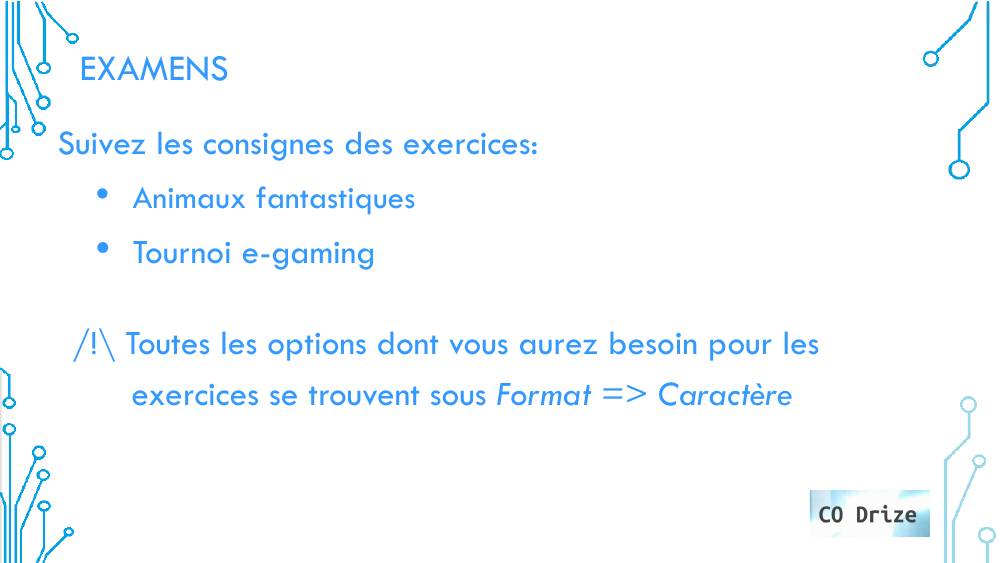 EXAMENS
Suivez les consignes des exercices:
• Animaux fantastiques
• Tournoi e-gaming
/!\ Toutes les options dont vous aurez besoin pour les
exercices se trouvent sous Format => Caractère
CO Drize